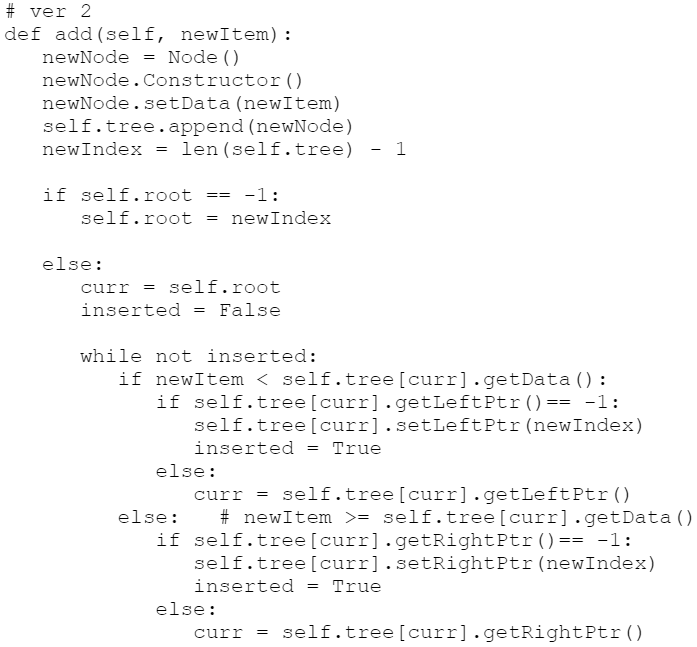 # ver 2
def add(self, newItem):
   newNode = Node()
   newNode.Constructor()
   newNode.setData(newItem)
   self.tree.append(newNode)
   newIndex = len(self.tree) - 1

   if self.root == -1:
      self.root = newIndex

   else:
      curr = self.root
      inserted = False

      while not inserted:
         if newItem < self.tree[curr].getData():
            if self.tree[curr].getLeftPtr()== -1:
               self.tree[curr].setLeftPtr(newIndex)
               inserted = True
            else:
               curr = self.tree[curr].getLeftPtr()
         else:   # newItem >= self.tree[curr].getData()
            if self.tree[curr].getRightPtr()== -1:
               self.tree[curr].setRightPtr(newIndex)
               inserted = True
            else:
               curr = self.tree[curr].getRightPtr()